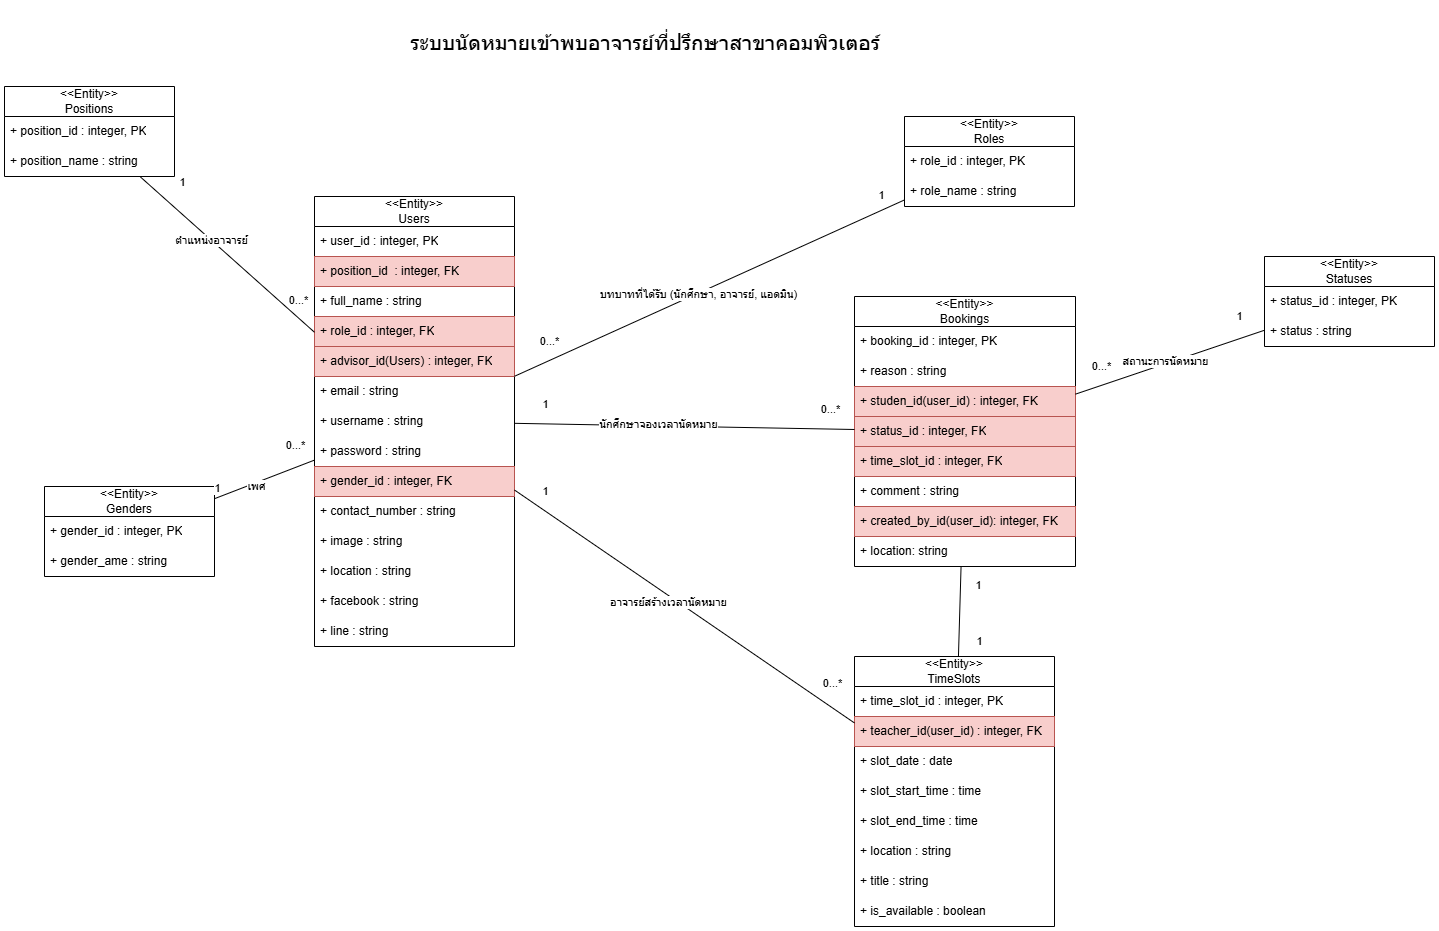 ระบบนัดหมายเข้าพบอาจารย์ที่ปรึกษาสาขาคอมพิวเตอร์
<<Entity>>
Positions
+ position_id : integer, PK
+ position_name : string
1
ตำแหน่งอาจารย์
0...*
<<Entity>>
Users
+ user_id : integer, PK
+ position_id  : integer, FK
+ full_name : string
+ role_id : integer, FK
+ advisor_id(Users) : integer, FK
+ email : string
+ username : string
+ password : string
+ gender_id : integer, FK
+ contact_number : string
+ image : string
+ location : string
+ facebook : string
+ line : string
0...*
เพศ
1
<<Entity>>
Genders
+ gender_id : integer, PK
+ gender_ame : string
<<Entity>>
Roles
+ role_id : integer, PK
+ role_name : string
1
บทบาทที่ได้รับ (นักศึกษา, อาจารย์, แอดมิน)
0...*
1
นักศึกษาจองเวลานัดหมาย
0...*
1
อาจารย์สร้างเวลานัดหมาย
0...*
<<Entity>>
Bookings
+ booking_id : integer, PK
+ reason : string
+ studen_id(user_id) : integer, FK
+ status_id : integer, FK
+ time_slot_id : integer, FK
+ comment : string
+ created_by_id(user_id): integer, FK
+ location: string
<<Entity>>
Statuses
+ status_id : integer, PK
+ status : string
1
สถานะการนัดหมาย
0...*
1
1
<<Entity>>
TimeSlots
+ time_slot_id : integer, PK
+ teacher_id(user_id) : integer, FK
+ slot_date : date
+ slot_start_time : time
+ slot_end_time : time
+ location : string
+ title : string
+ is_available : boolean